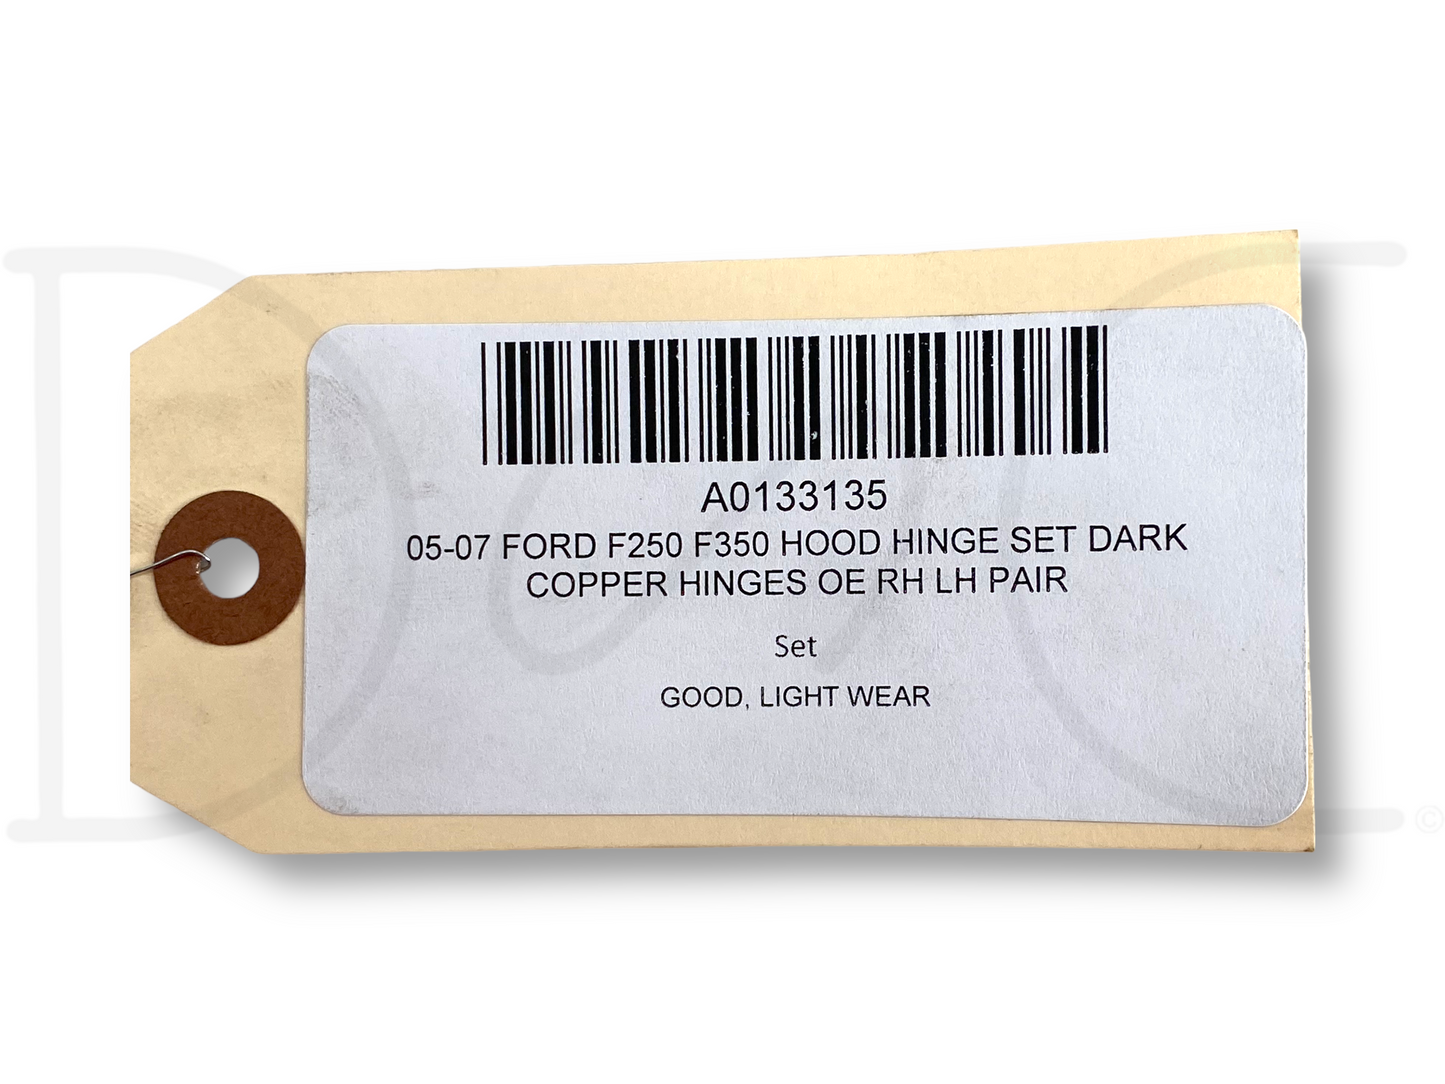 A0133135
05-07 FORD F250 F350 HOOD HINGE SET DARK
COPPER HINGES OE RH LH PAIR
Set
GOOD, LIGHT WEAR
©